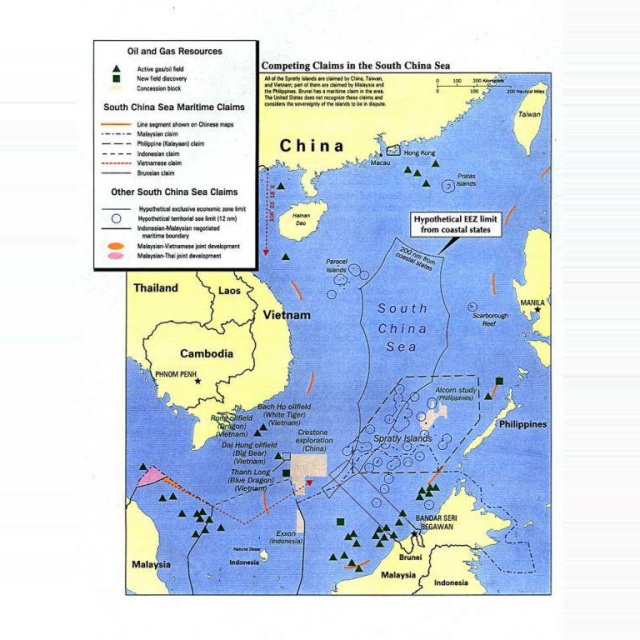 Oil and Gas Resources
Active gas/oil field
New field discovery
Concession block
South China Sea Maritime Claims
Line segment shown on Chinese maps
Malaysian claim
Philippine (Kalayaan) claim
Indonesian claim
Vietnamese claim
Bruneian claim
Other South China Sea Claims
Hypothetical exclusive economic zone limit
Hypothetical territorial sea limit (12 nm)
Indonesian-Malaysian negotiated
maritime boundary
Malaysian-Vietnamese joint development
Malaysian-Thai joint development
Competing Claims in the South China Sea
All of the Spratly Islands are claimed by China, Taiwan,
and Vietnam; part of them are claimed by Malaysia and
the Philippines. Brunei has a maritime claim in the area.
The United States does not recognize these claims and
considers the sovereignty of the islands to be in dispute.
0 100 200 Kilometers
0 100 200 Nautical Miles
Taiwan
China
Hong Kong
Macau
Pratas
Islands
Hainan
Dao
Hypothetical EEZ limit
from coastal states
200 nm from
coastal states
Paracel
Islands
Thailand
Laos
Vietnam
South
China
Sea
MANILA
Scarborough
Reef
Cambodia
PHNOM PENH
Alcorn study
(Philippines)
Bach Ho oilfield
(White Tiger)
(Vietnam)
Rong oilfield
(Dragon)
(Vietnam)
Philippines
Crestone
exploration
(China)
Spratly Islands
Dai Hung oilfield
(Big Bear)
(Vietnam)
Thanh Long
(Blue Dragon)
(Vietnam)
Exxon
(Indonesia)
BANDAR SERI
BEGAWAN
Natuna Besar
Malaysia
Indonesia
Brunei
Malaysia
Indonesia